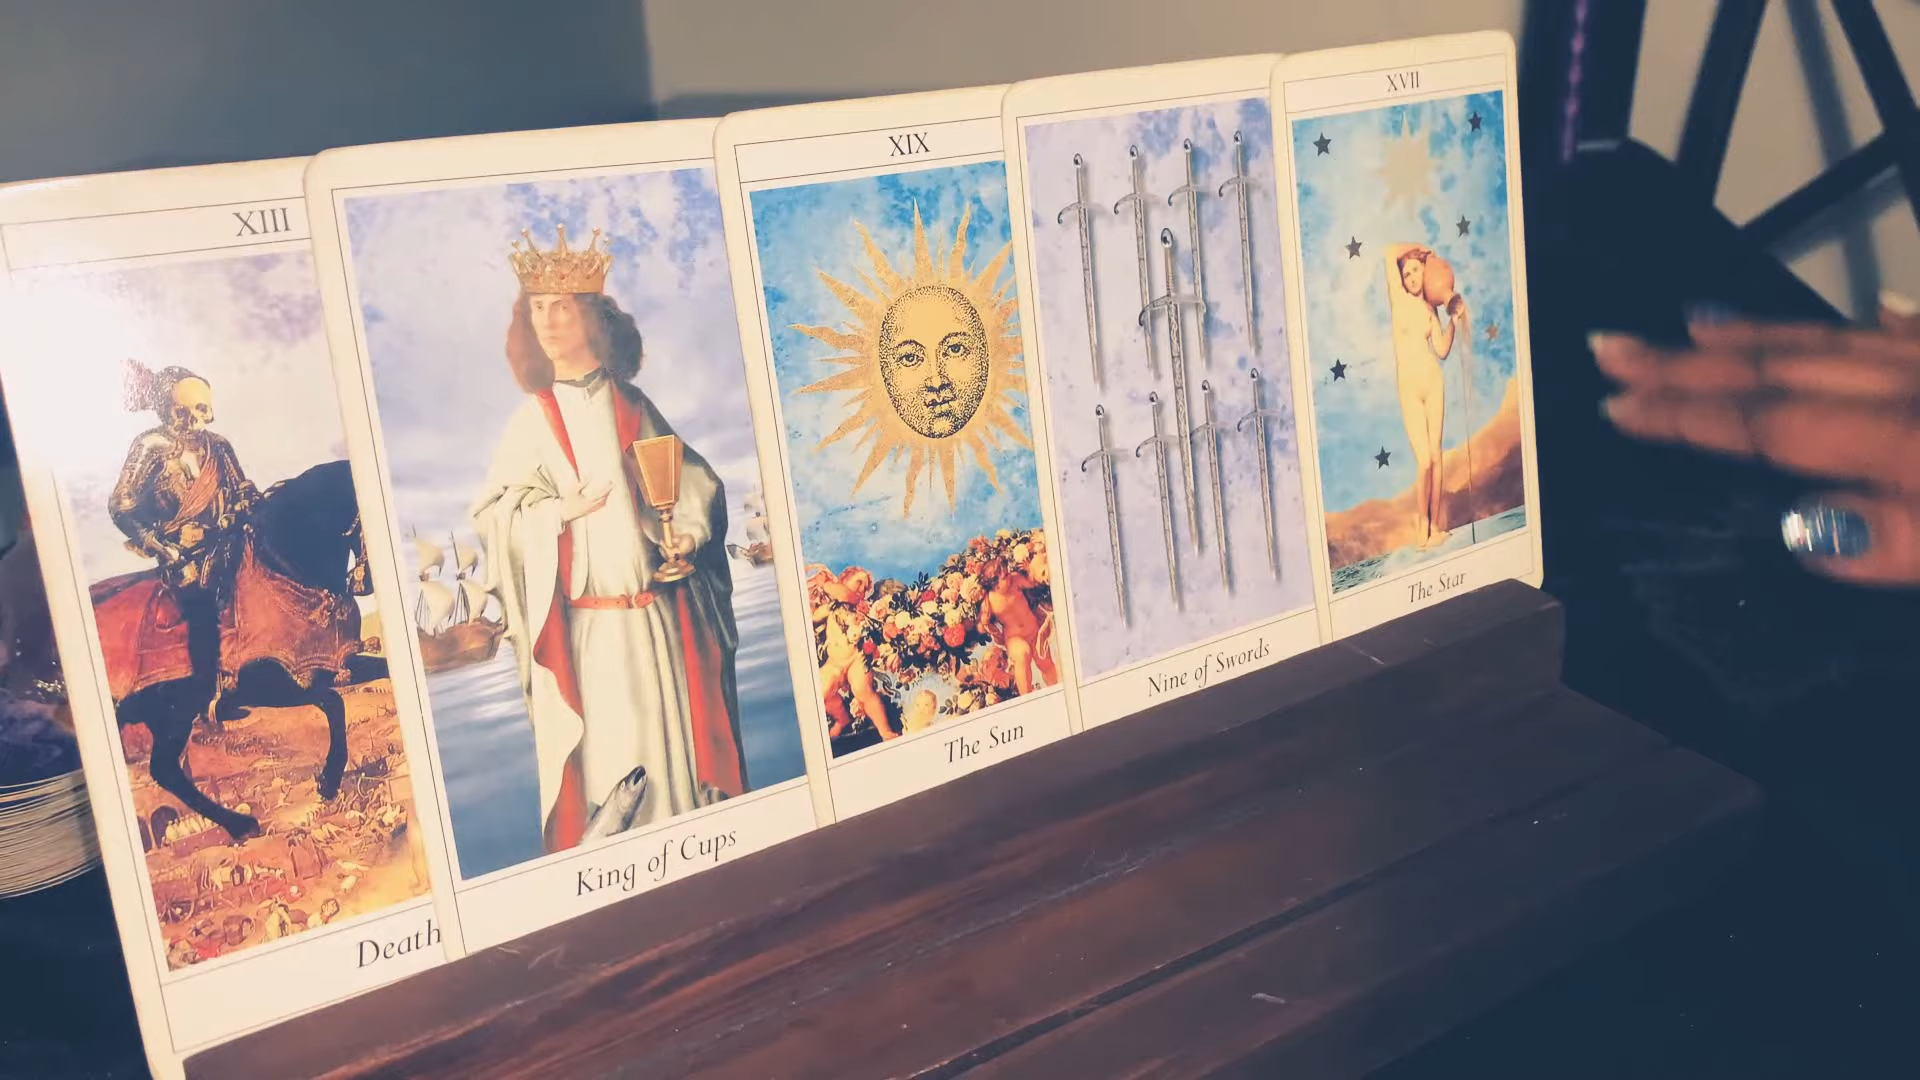 XIII
Death
King of Cups
XIX
The Sun
Nine of Swords
XVII
The Star